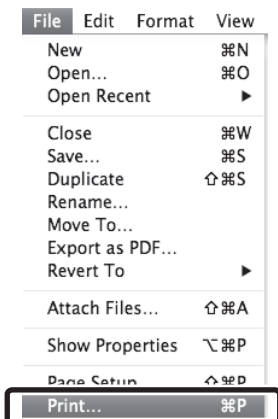 File Edit Format View
New ⌘N
Open... ⌘O
Open Recent ▶
Close ⌘W
Save... ⌘S
Duplicate ⇧⌘S
Rename...
Move To...
Export as PDF...
Revert To ▶
Attach Files... ⇧⌘A
Show Properties ⌥⌘P
Page Setup ⇧⌘P
Print... ⌘P